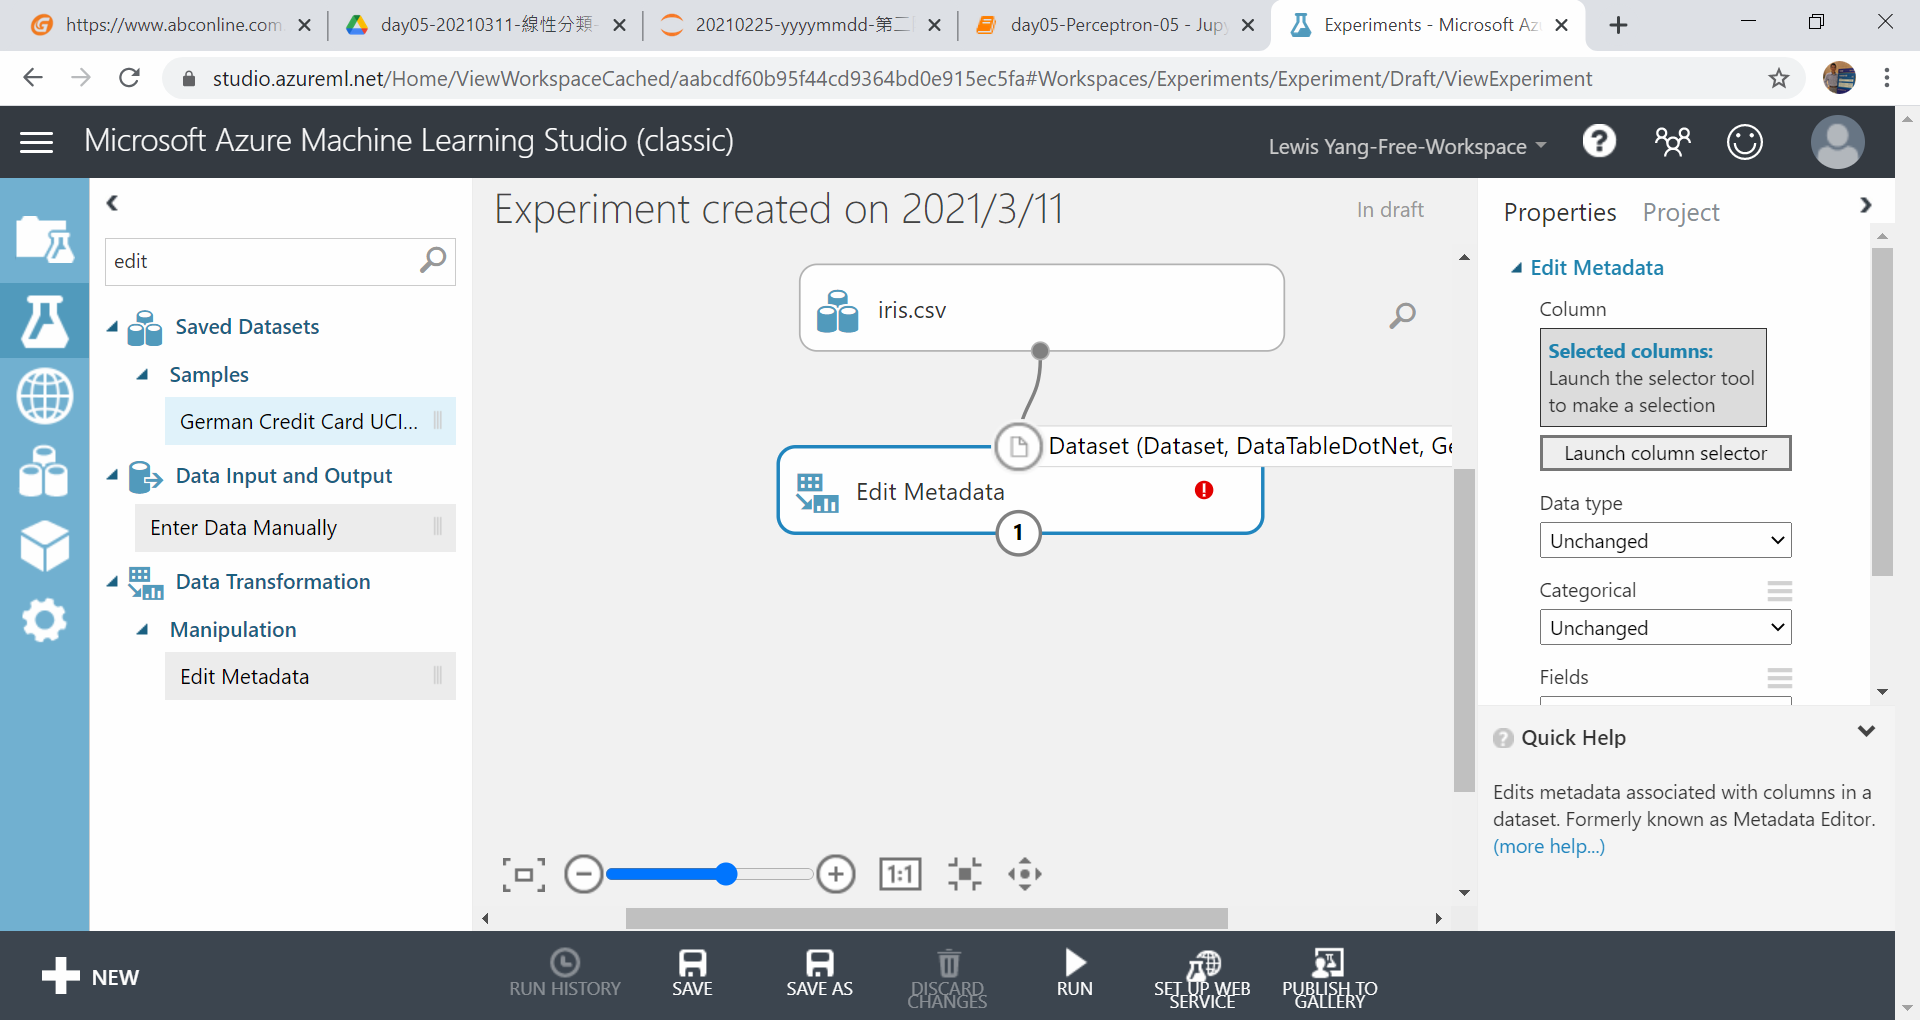 https://www.abconline.com.
day05-20210311-線性分類-
20210225-yyyymmdd-第二
day05-Perceptron-05 - Jupy
Experiments - Microsoft Az
studio.azureml.net/Home/ViewWorkspaceCached/aabcdf60b95f44cd9364bd0e915ec5fa#Workspaces/Experiments/Experiment/Draft/ViewExperiment
Microsoft Azure Machine Learning Studio (classic)
Lewis Yang-Free-Workspace
edit
Saved Datasets
Samples
German Credit Card UCI...
Data Input and Output
Enter Data Manually
Data Transformation
Manipulation
Edit Metadata
Experiment created on 2021/3/11
In draft
iris.csv
Dataset (Dataset, DataTableDotNet, Ge
Edit Metadata
1
1:1
Properties
Project
Edit Metadata
Column
Selected columns:
Launch the selector tool
to make a selection
Launch column selector
Data type
Unchanged
Categorical
Unchanged
Fields
Quick Help
Edits metadata associated with columns in a
dataset. Formerly known as Metadata Editor.
(more help...)
NEW
RUN HISTORY
SAVE
SAVE AS
DISCARD
CHANGES
RUN
SET UP WEB
SERVICE
PUBLISH TO
GALLERY